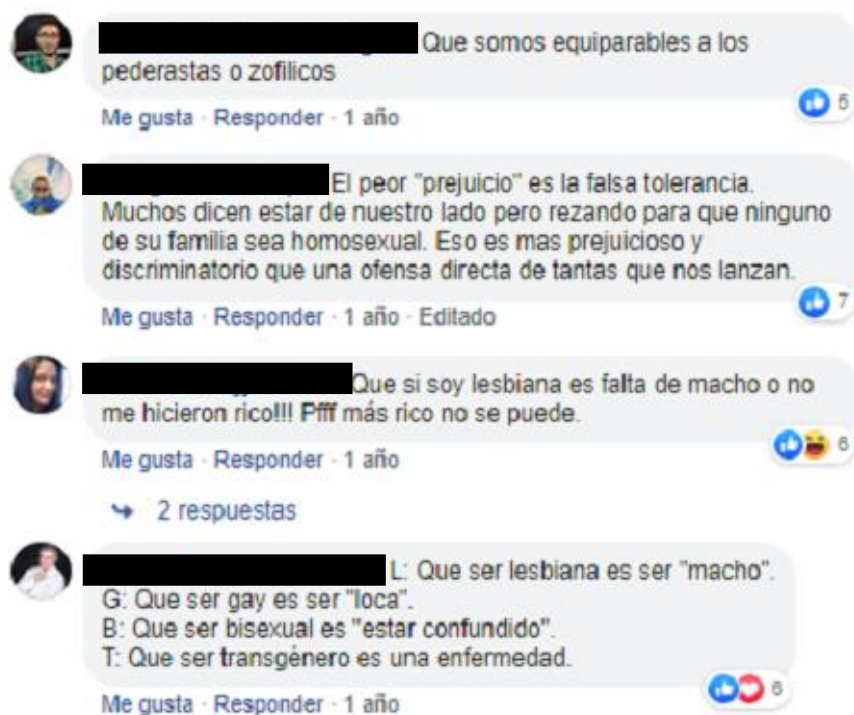 Que somos equiparables a los
pederastas o zofilicos
Me gusta · Responder · 1 año
5
El peor "prejuicio" es la falsa tolerancia.
Muchos dicen estar de nuestro lado pero rezando para que ninguno
de su familia sea homosexual. Eso es mas prejuicioso y
discriminatorio que una ofensa directa de tantas que nos lanzan.
7
Me gusta · Responder · 1 año · Editado
Que si soy lesbiana es falta de macho o no
me hicieron rico!!! Pfff más rico no se puede.
6
Me gusta · Responder · 1 año
2 respuestas
L: Que ser lesbiana es ser "macho".
G: Que ser gay es ser "loca".
B: Que ser bisexual es "estar confundido".
T: Que ser transgénero es una enfermedad.
6
Me gusta · Responder · 1 año